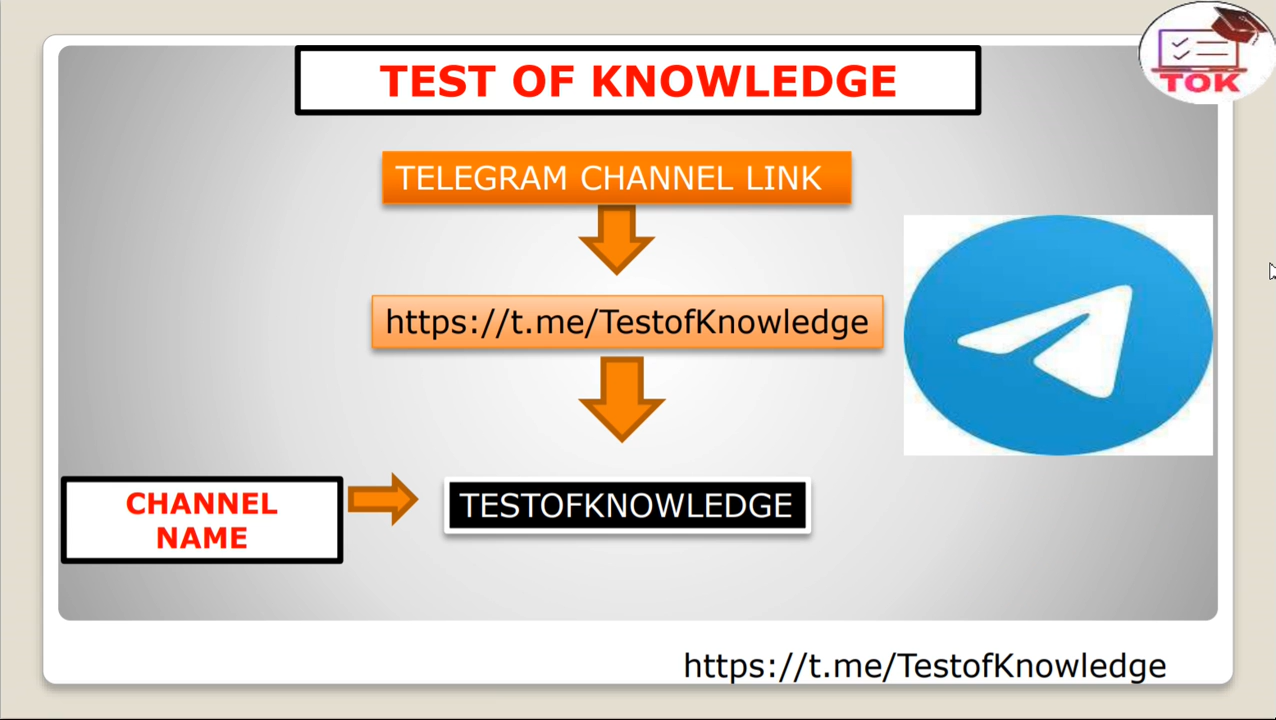 TEST OF KNOWLEDGE
TOK
TELEGRAM CHANNEL LINK
https://t.me/TestofKnowledge
CHANNEL
NAME
TESTOFKNOWLEDGE
https://t.me/TestofKnowledge